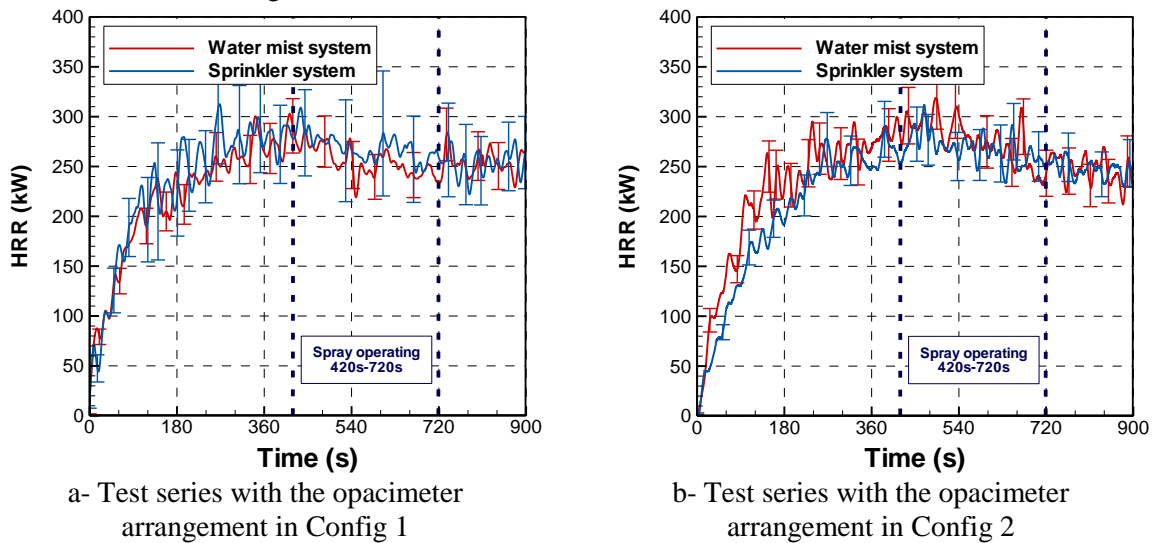 HRR (kW)
400
350
300
250
200
150
100
50
0
Water mist system
Sprinkler system
Spray operating
420s-720s
0 180 360 540 720 900
Time (s)
a- Test series with the opacimeter
arrangement in Config 1
HRR (kW)
400
350
300
250
200
150
100
50
0
Water mist system
Sprinkler system
Spray operating
420s-720s
0 180 360 540 720 900
Time (s)
b- Test series with the opacimeter
arrangement in Config 2